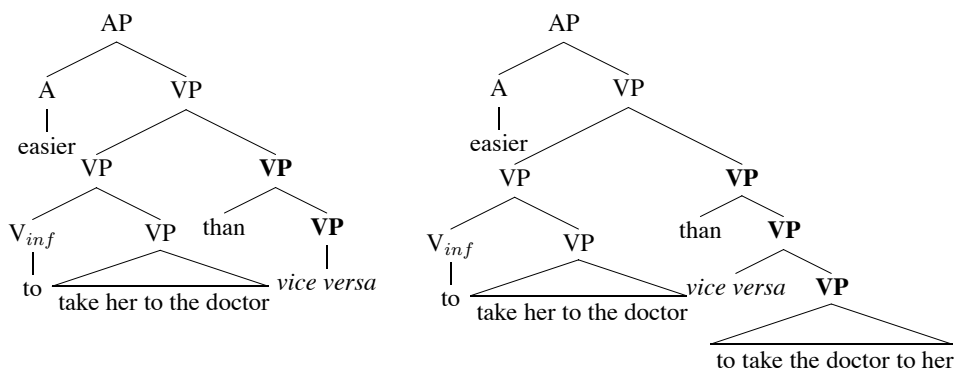 AP AP
A VP A VP
easier easier
VP VP VP VP
V_inf VP than VP V_inf VP than VP
to take her to the doctor vice versa to take her to the doctor vice versa VP
to take the doctor to her